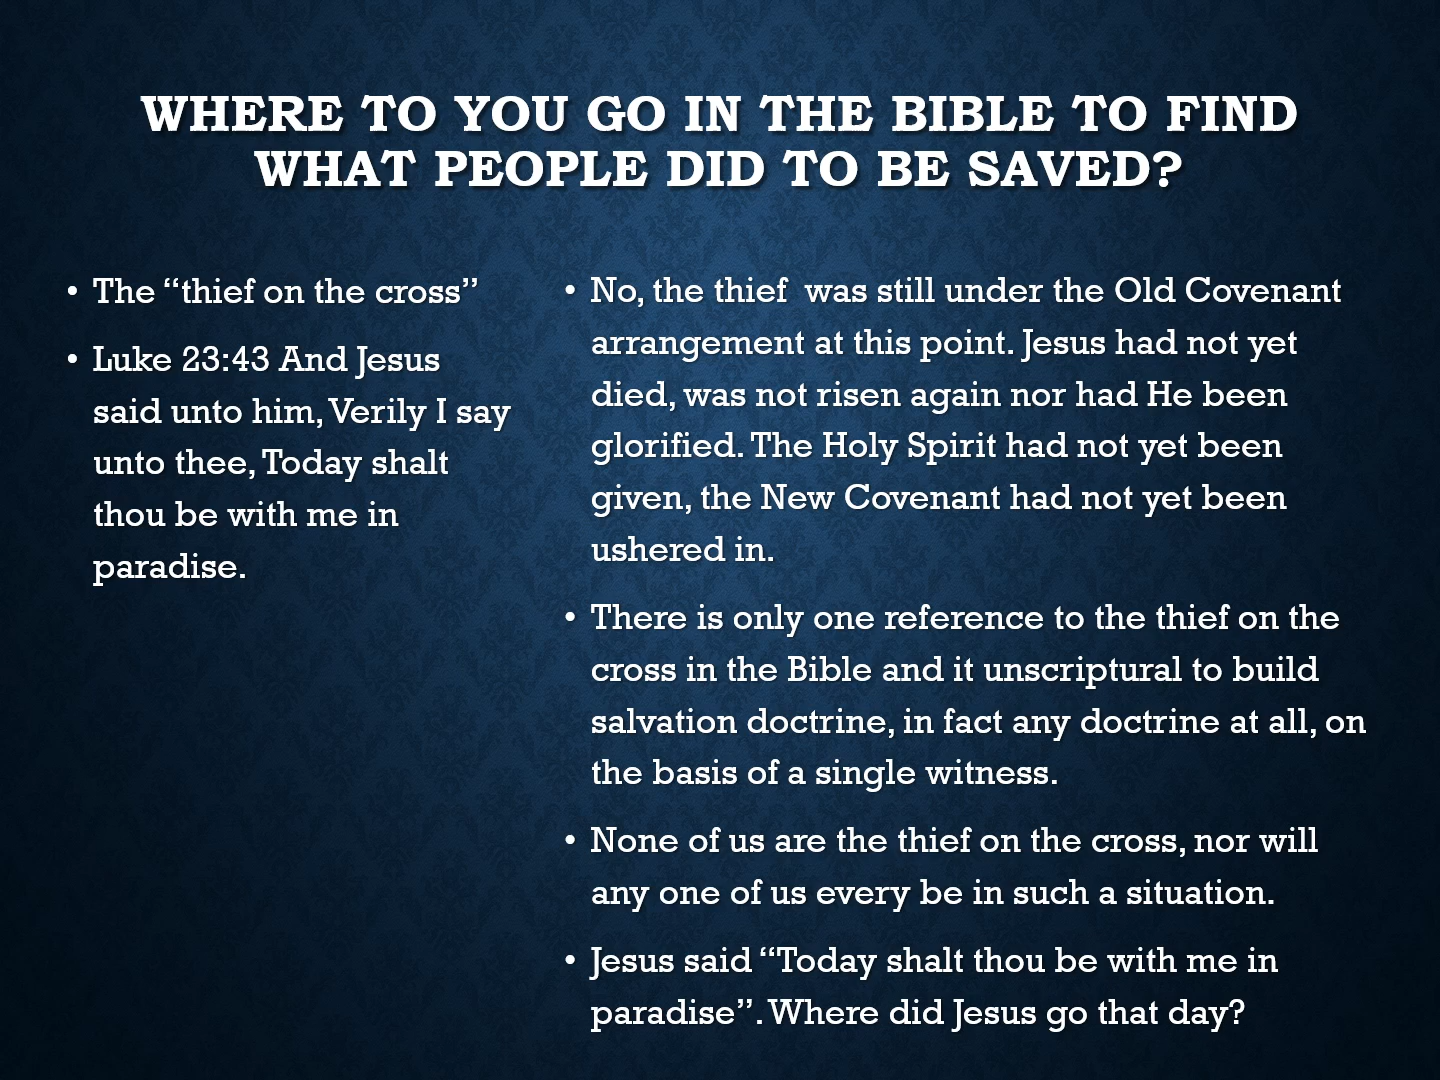 WHERE TO YOU GO IN THE BIBLE TO FIND
WHAT PEOPLE DID TO BE SAVED?
• The “thief on the cross”
• Luke 23:43 And Jesus
said unto him, Verily I say
unto thee, Today shalt
thou be with me in
paradise.
• No, the thief  was still under the Old Covenant
arrangement at this point. Jesus had not yet
died, was not risen again nor had He been
glorified. The Holy Spirit had not yet been
given, the New Covenant had not yet been
ushered in.
• There is only one reference to the thief on the
cross in the Bible and it unscriptural to build
salvation doctrine, in fact any doctrine at all, on
the basis of a single witness.
• None of us are the thief on the cross, nor will
any one of us every be in such a situation.
• Jesus said “Today shalt thou be with me in
paradise”. Where did Jesus go that day?